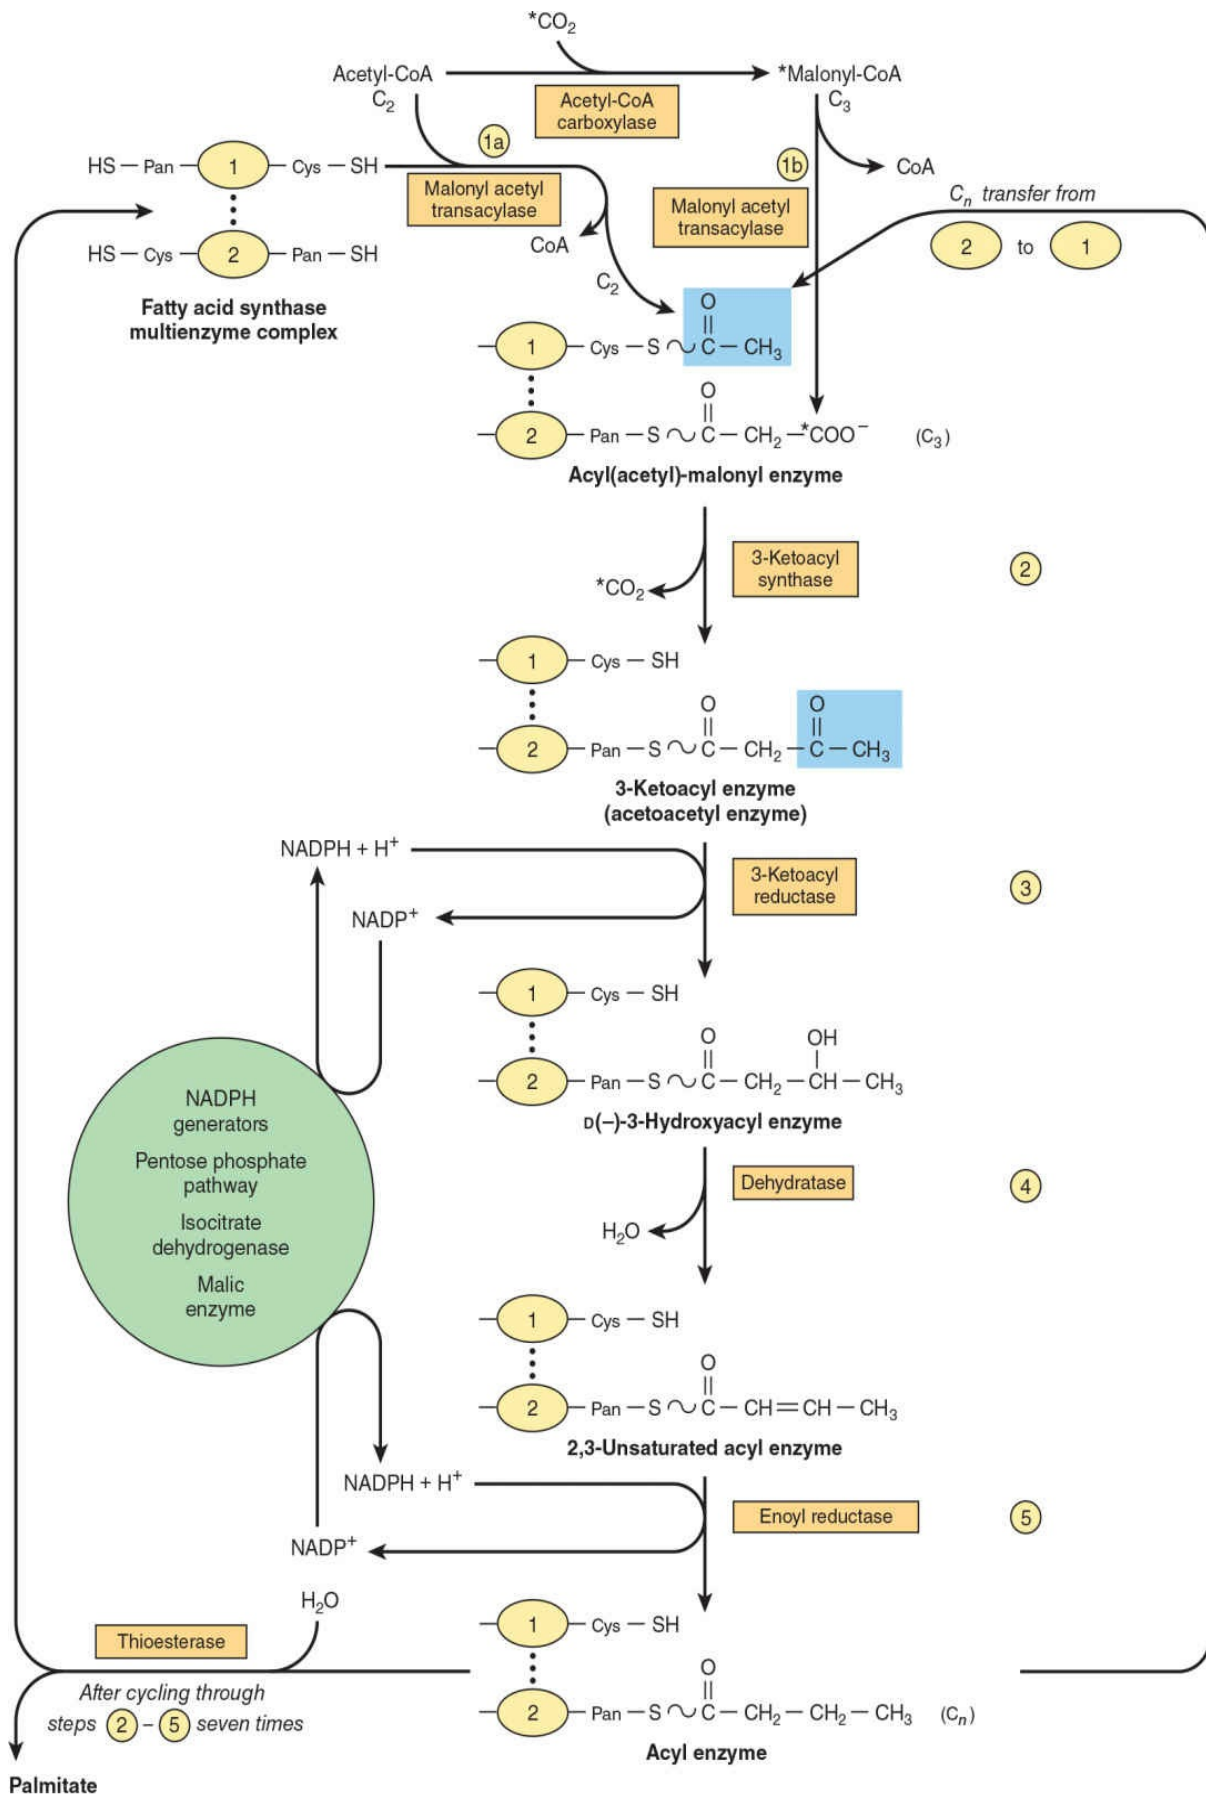 *CO₂
Acetyl-CoA
C₂
*Malonyl-CoA
C₃
Acetyl-CoA
carboxylase
1a
1b
CoA
HS — Pan — 1 — Cys — SH
HS — Cys — 2 — Pan — SH
Fatty acid synthase
multienzyme complex
Malonyl acetyl
transacylase
CoA
C₂
Malonyl acetyl
transacylase
Cₙ transfer from
2 to 1
O
1 — Cys — S ~ C — CH₃
O
2 — Pan — S ~ C — CH₂ — *COO⁻ (C₃)
Acyl(acetyl)-malonyl enzyme
*CO₂
3-Ketoacyl
synthase
2
1 — Cys — SH
O O
2 — Pan — S ~ C — CH₂ — C — CH₃
3-Ketoacyl enzyme
(acetoacetyl enzyme)
NADPH + H⁺
NADP⁺
3-Ketoacyl
reductase
3
1 — Cys — SH
O OH
2 — Pan — S ~ C — CH₂ — CH — CH₃
D(–)-3-Hydroxyacyl enzyme
NADPH
generators
Pentose phosphate
pathway
Isocitrate
dehydrogenase
Malic
enzyme
Dehydratase
4
H₂O
1 — Cys — SH
O
2 — Pan — S ~ C — CH = CH — CH₃
2,3-Unsaturated acyl enzyme
NADPH + H⁺
NADP⁺
Enoyl reductase
5
H₂O
Thioesterase
After cycling through
steps 2 – 5 seven times
Palmitate
1 — Cys — SH
O
2 — Pan — S ~ C — CH₂ — CH₂ — CH₃ (Cₙ)
Acyl enzyme